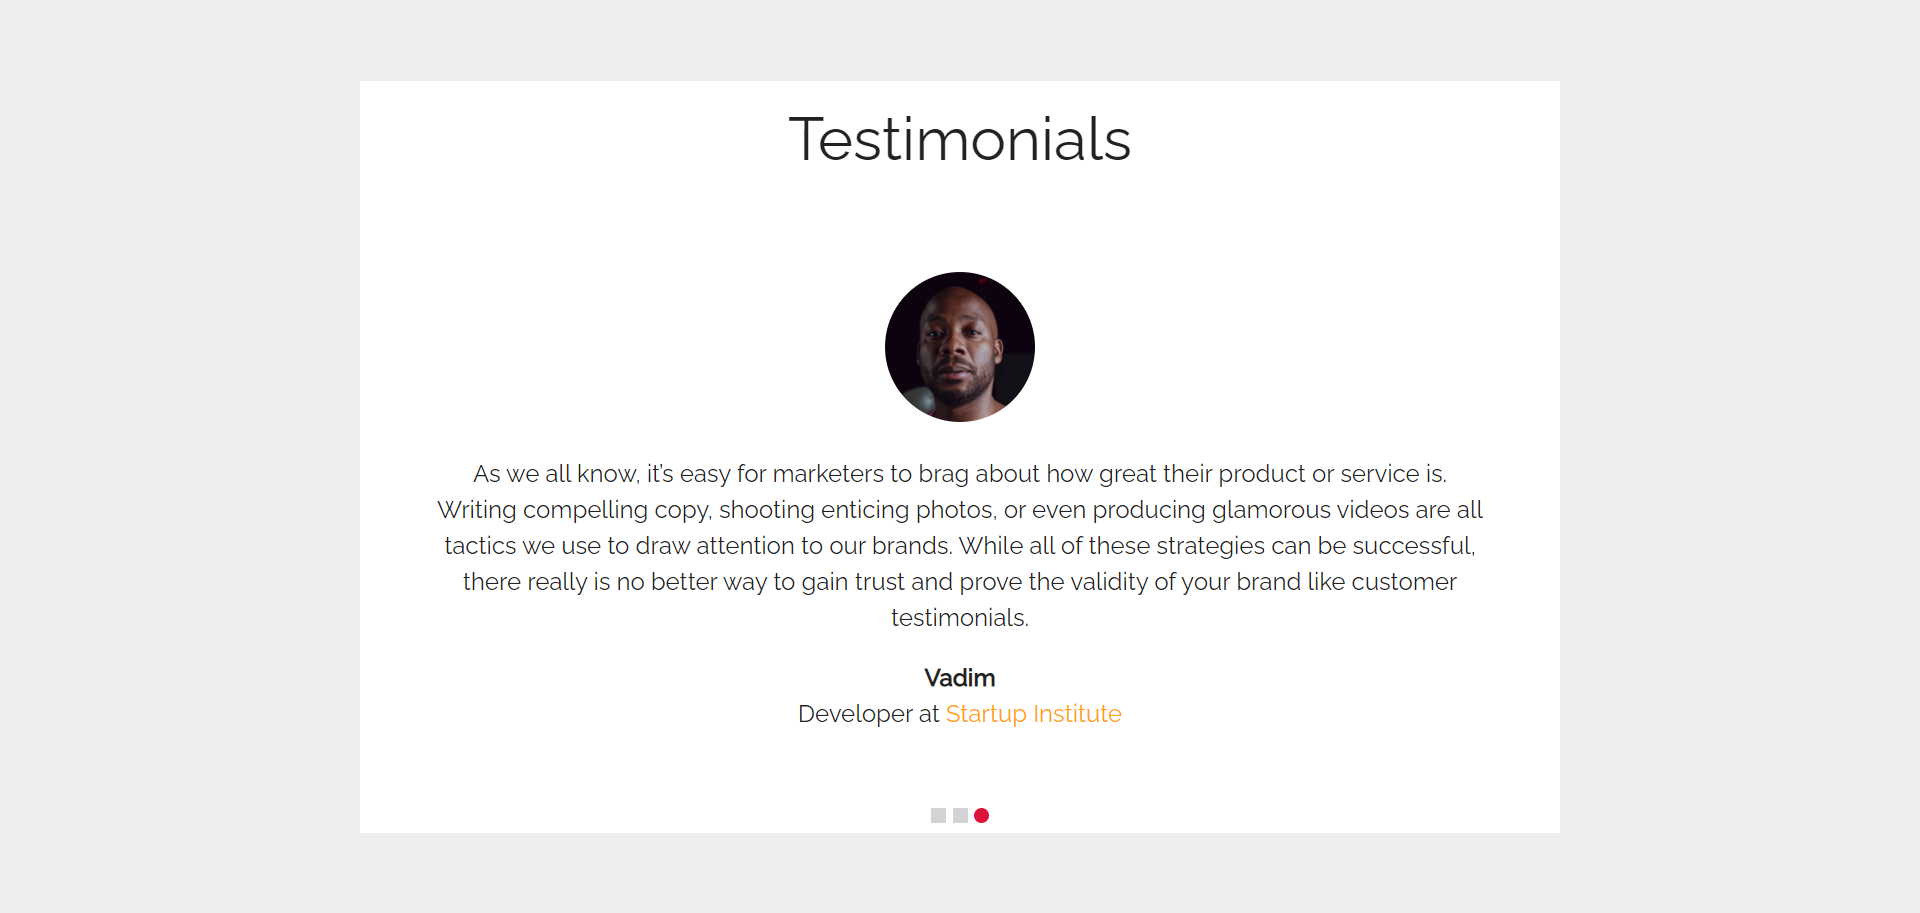 Testimonials
As we all know, it’s easy for marketers to brag about how great their product or service is.
Writing compelling copy, shooting enticing photos, or even producing glamorous videos are all
tactics we use to draw attention to our brands. While all of these strategies can be successful,
there really is no better way to gain trust and prove the validity of your brand like customer
testimonials.
Vadim
Developer at Startup Institute